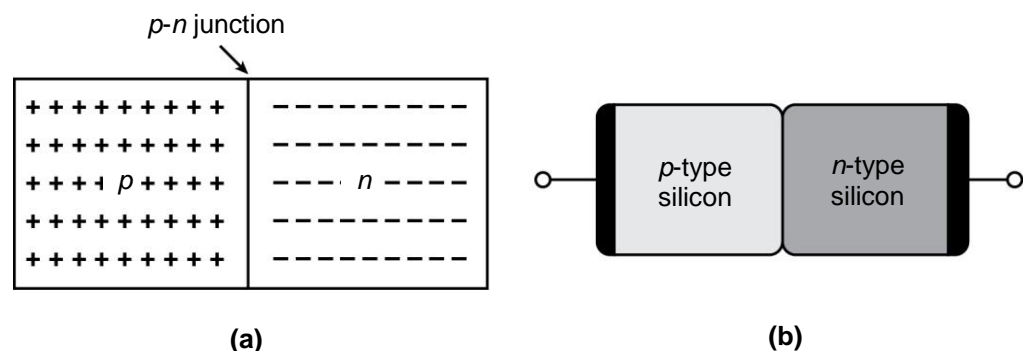 p-n junction
p
n
p-type
silicon
n-type
silicon
(a)
(b)